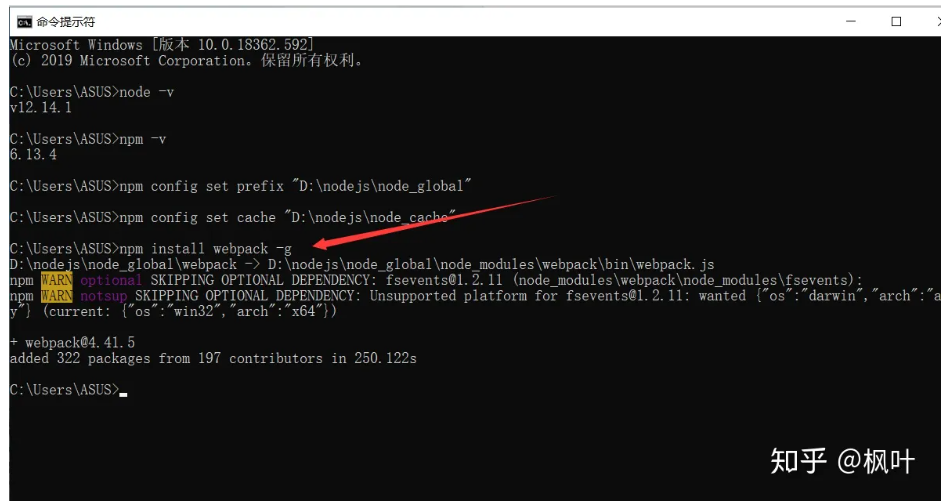 命令提示符
Microsoft Windows [版本 10.0.18362.592]
(c) 2019 Microsoft Corporation。保留所有权利。
C:\Users\ASUS>node -v
v12.14.1
C:\Users\ASUS>npm -v
6.13.4
C:\Users\ASUS>npm config set prefix "D:\nodejs\node_global"
C:\Users\ASUS>npm config set cache "D:\nodejs\node_cache"
C:\Users\ASUS>npm install webpack -g
D:\nodejs\node_global\webpack -> D:\nodejs\node_global\node_modules\webpack\bin\webpack.js
npm WARN optional SKIPPING OPTIONAL DEPENDENCY: fsevents@1.2.11 (node_modules\webpack\node_modules\fsevents):
npm WARN notsup SKIPPING OPTIONAL DEPENDENCY: Unsupported platform for fsevents@1.2.11: wanted {"os":"darwin","arch":"a
y"} (current: {"os":"win32","arch":"x64"})
+ webpack@4.41.5
added 322 packages from 197 contributors in 250.122s
C:\Users\ASUS>
知乎 @枫叶